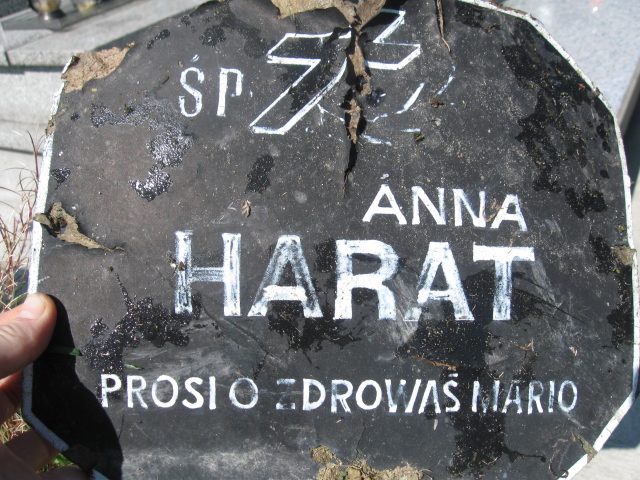 ŚP
ANNA
HARAT
PROSI O ZDROWAŚ MARIO